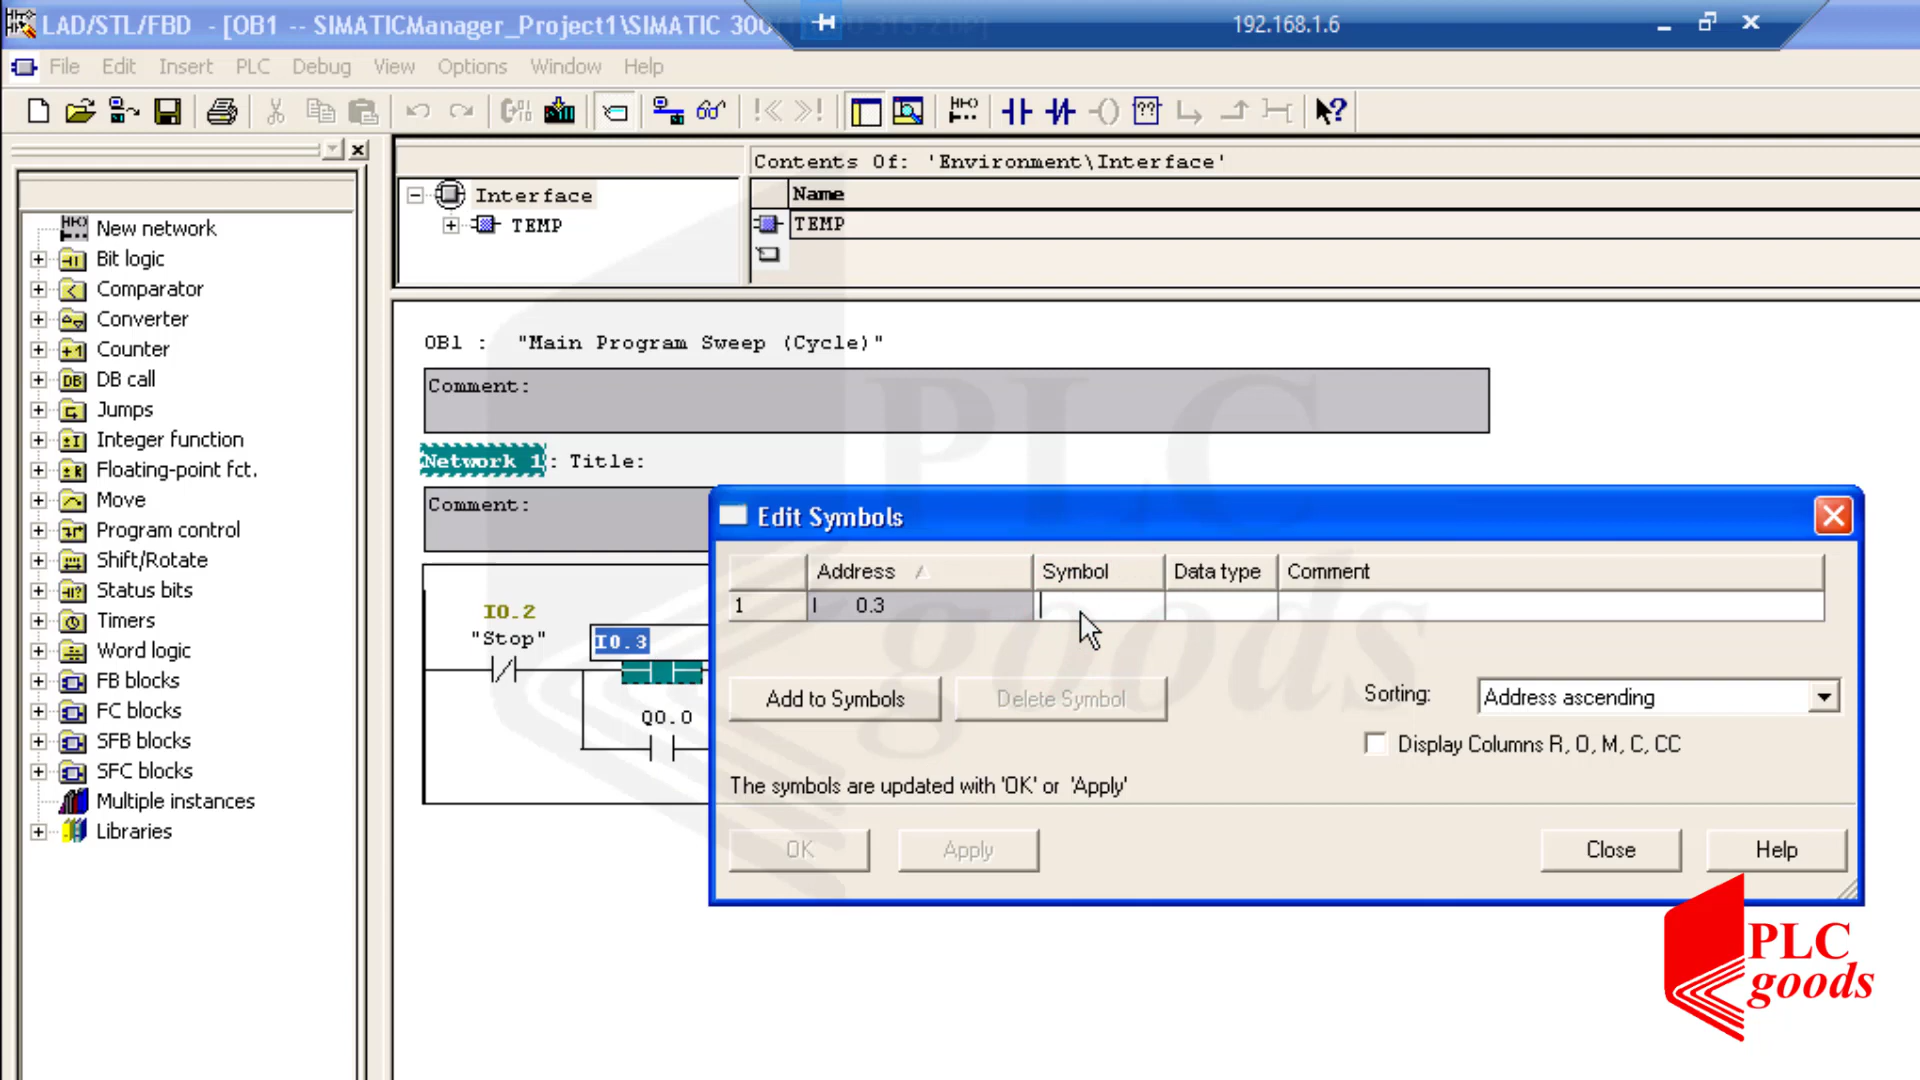 LAD/STL/FBD - [OB1 -- SIMATICManager_Project1\SIMATIC 300
192.168.1.6
File Edit Insert PLC Debug View Options Window Help
Contents Of: 'Environment\Interface'
Interface
TEMP
Name
TEMP
New network
Bit logic
Comparator
Converter
Counter
DB call
Jumps
Integer function
Floating-point fct.
Move
Program control
Shift/Rotate
Status bits
Timers
Word logic
FB blocks
FC blocks
SFB blocks
SFC blocks
Multiple instances
Libraries
OB1 : "Main Program Sweep (Cycle)"
Comment:
Network 1: Title:
Comment:
I0.2
"Stop"
I0.3
Q0.0
Edit Symbols
Address Symbol Data type Comment
1 I 0.3
Add to Symbols Delete Symbol
Sorting: Address ascending
Display Columns R, O, M, C, CC
The symbols are updated with 'OK' or 'Apply'
OK Apply Close Help
PLC
goods
PLC
goods